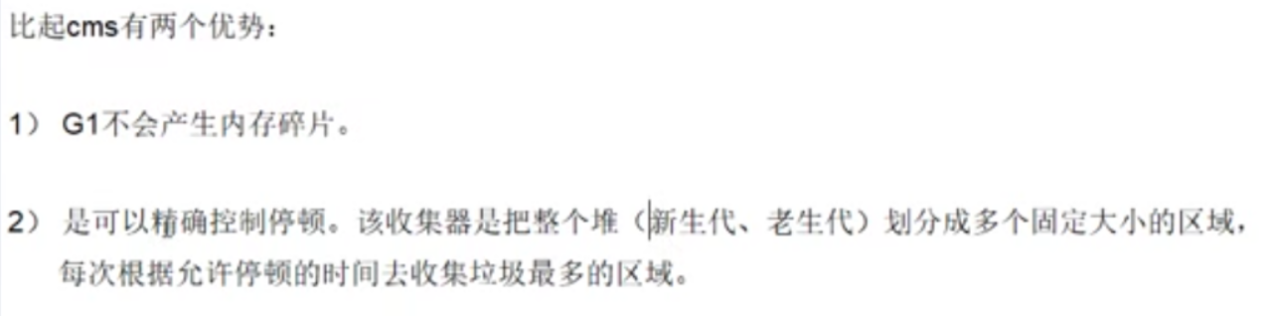 比起cms有两个优势：
1） G1不会产生内存碎片。
2） 是可以精确控制停顿。该收集器是把整个堆（新生代、老生代）划分成多个固定大小的区域，
每次根据允许停顿的时间去收集垃圾最多的区域。